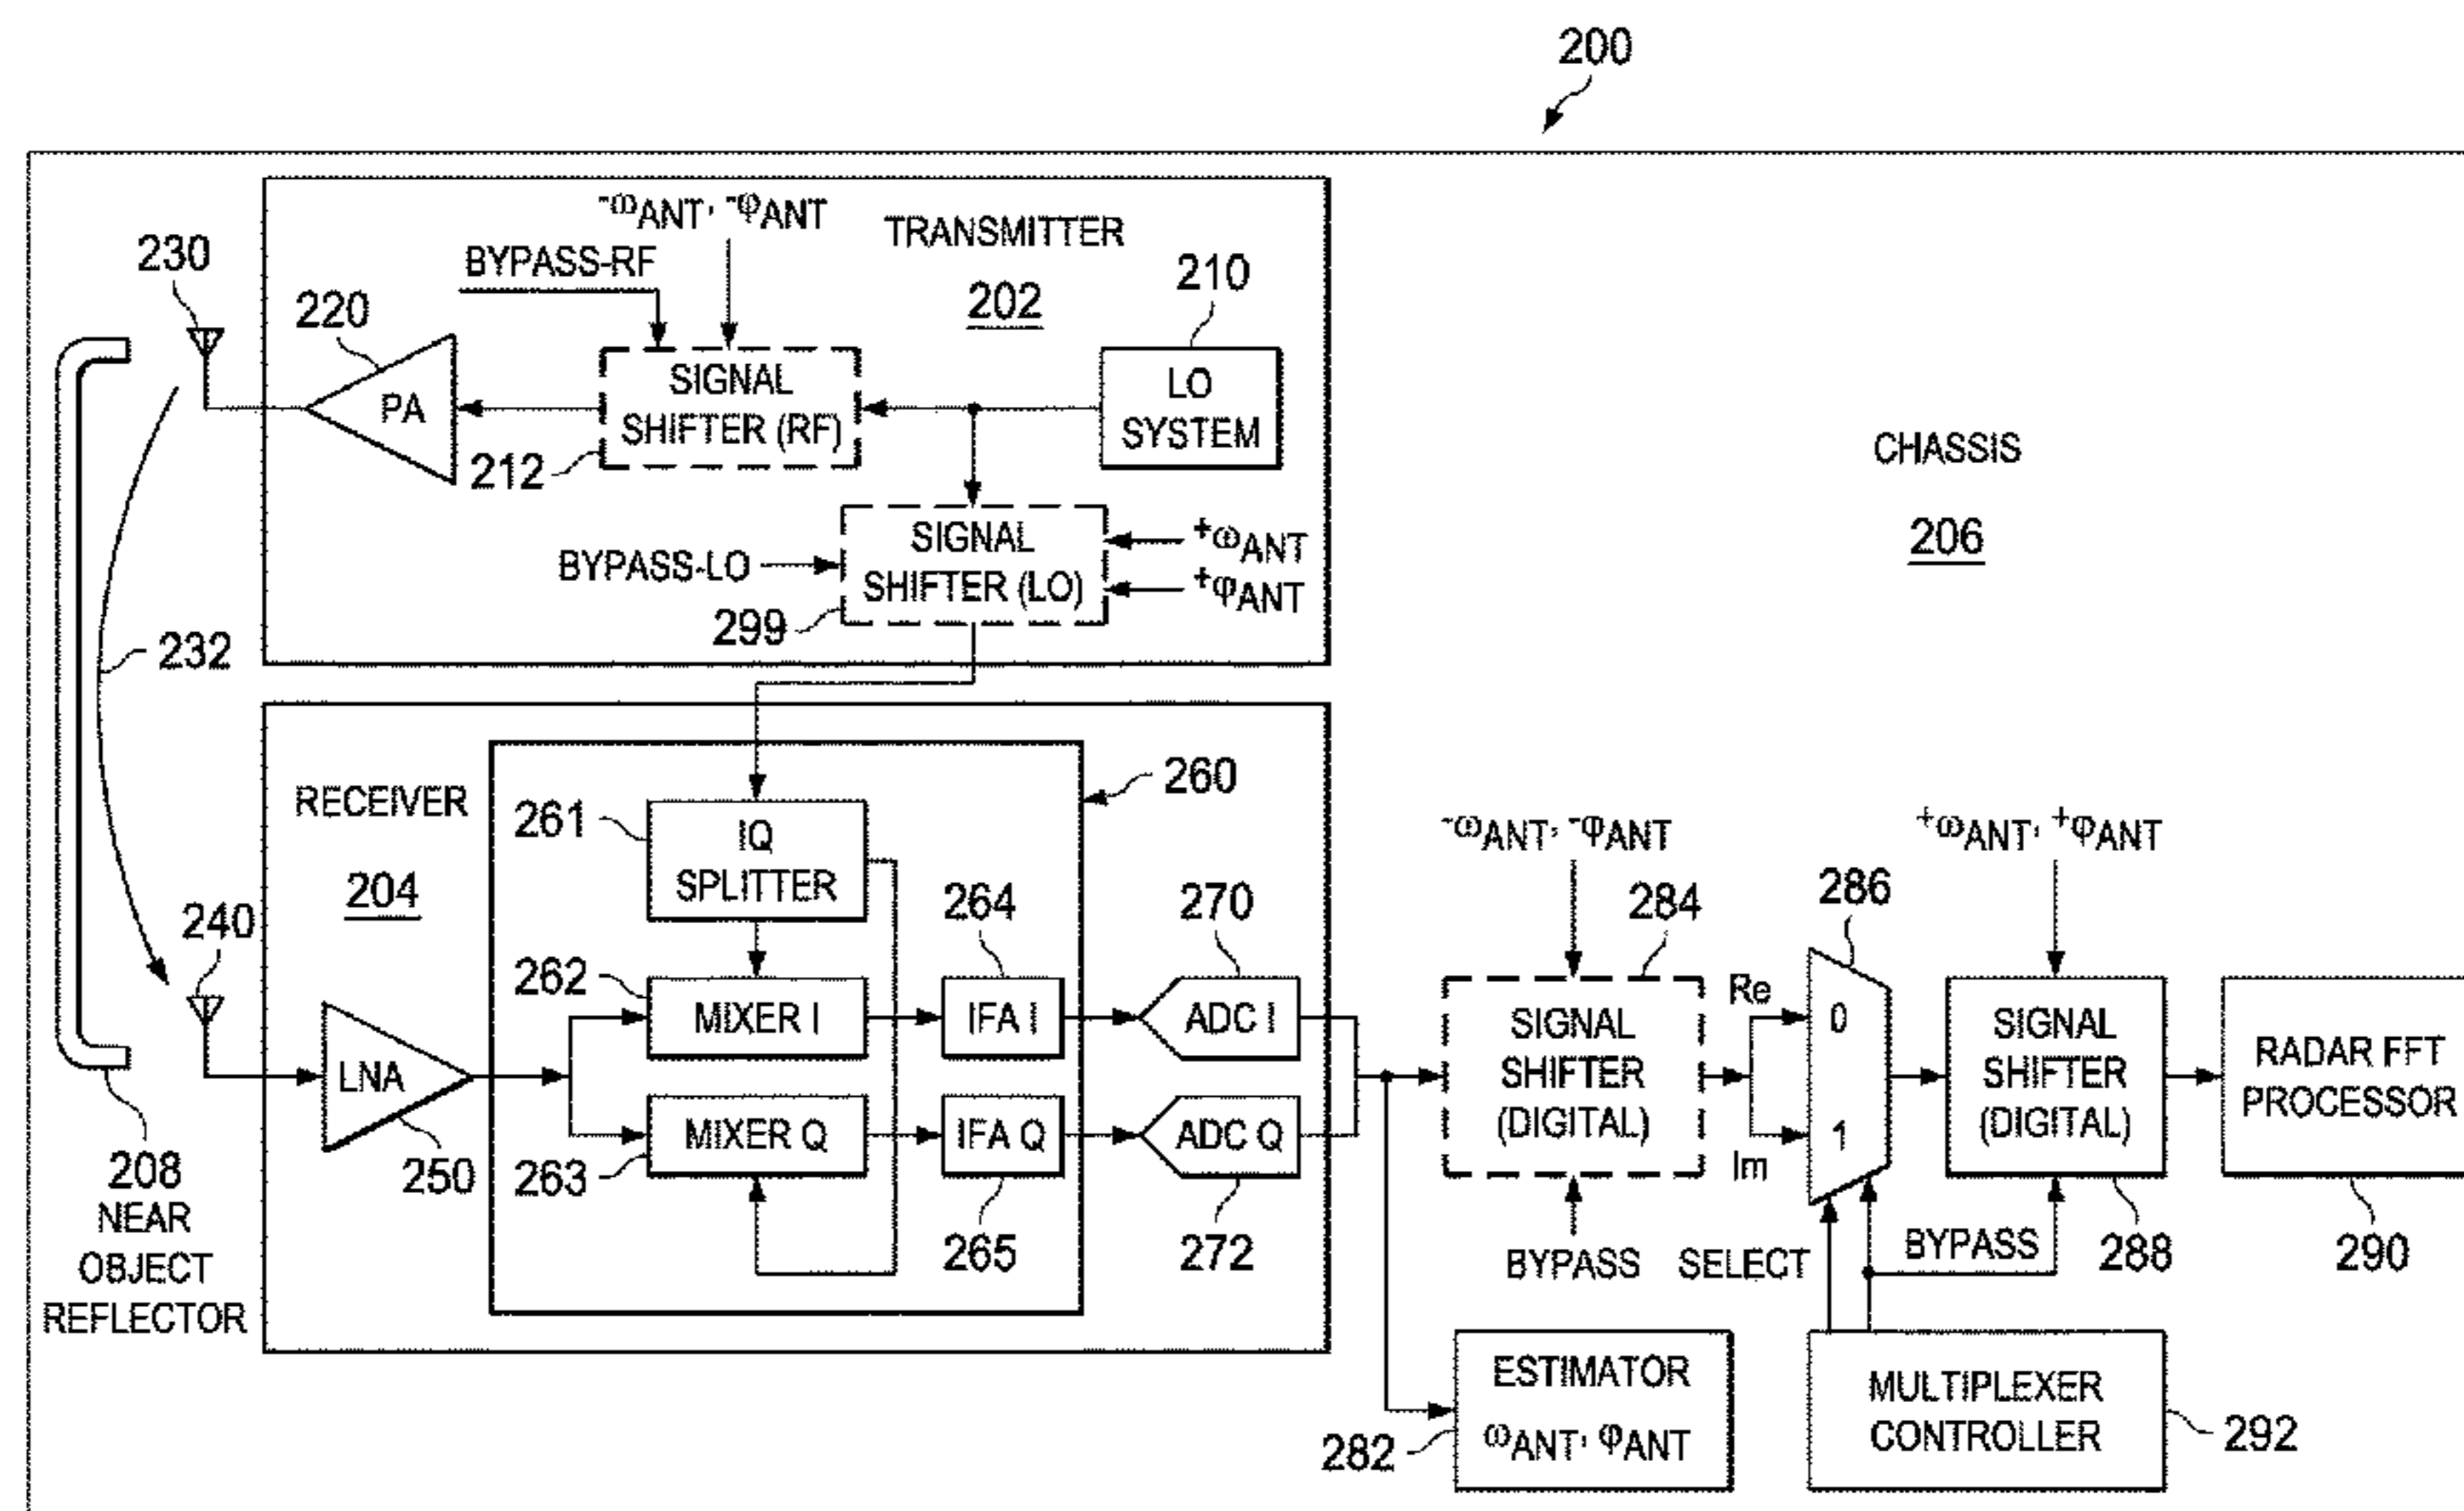 200
-ωANT, -φANT
TRANSMITTER
202
BYPASS-RF
230
220
210
PA
SIGNAL
SHIFTER (RF)
212
LO
SYSTEM
CHASSIS
206
BYPASS-LO
SIGNAL
SHIFTER (LO)
299
+ωANT
+φANT
232
RECEIVER
204
260
261
IQ
SPLITTER
240
262
MIXER I
264
IFA I
270
ADC I
LNA
250
263
MIXER Q
IFA Q
265
ADC Q
272
208
NEAR
OBJECT
REFLECTOR
-ωANT, -φANT
284
SIGNAL
SHIFTER
(DIGITAL)
BYPASS
Re
Im
286
0
1
SELECT
BYPASS
+ωANT, +φANT
SIGNAL
SHIFTER
(DIGITAL)
288
RADAR FFT
PROCESSOR
290
ESTIMATOR
ωANT, φANT
282
MULTIPLEXER
CONTROLLER
292